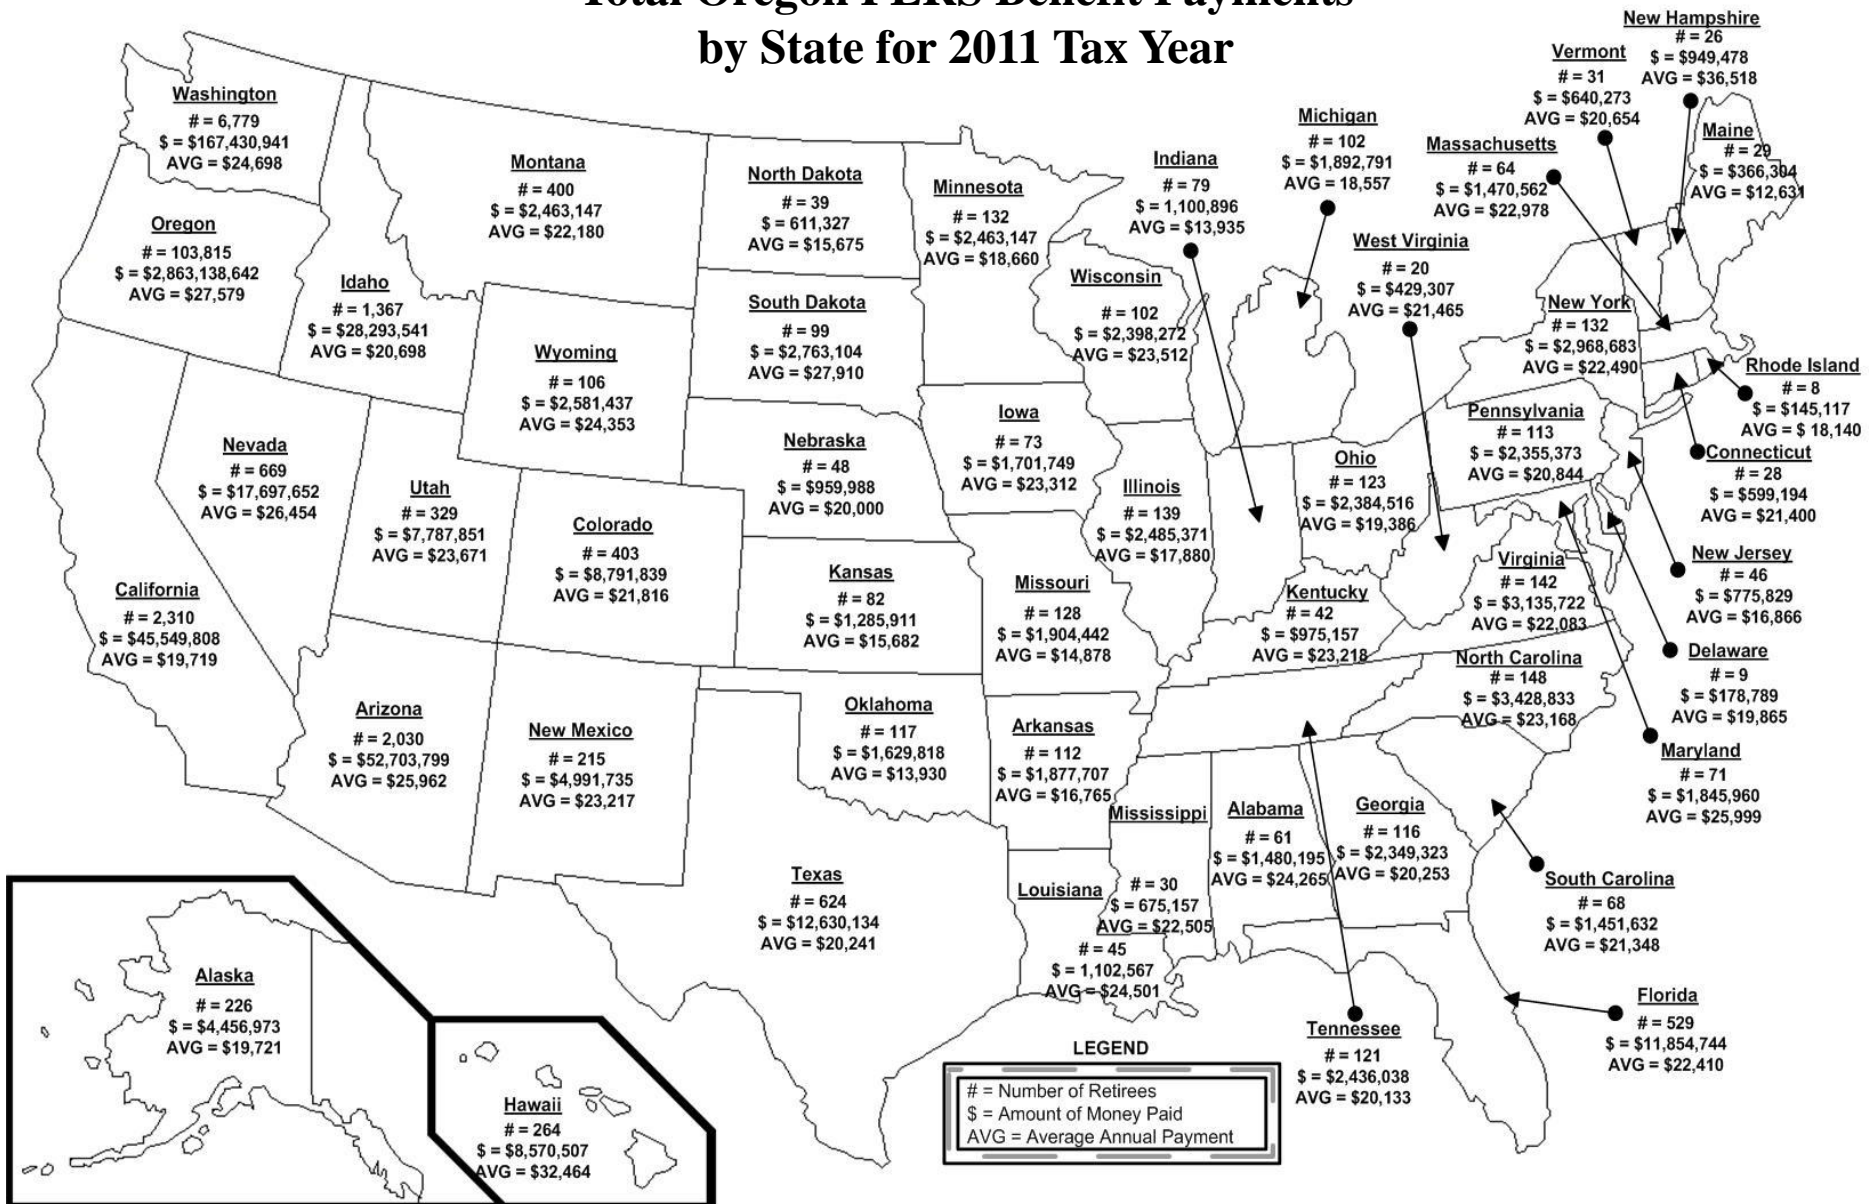 Total Oregon PERS Benefit Payments
by State for 2011 Tax Year
Washington
# = 6,779
$ = $167,430,941
AVG = $24,698
Oregon
# = 103,815
$ = $2,863,138,642
AVG = $27,579
Idaho
# = 1,367
$ = $28,293,541
AVG = $20,698
Montana
# = 400
$ = $2,463,147
AVG = $22,180
North Dakota
# = 39
$ = 611,327
AVG = $15,675
Minnesota
# = 132
$ = $2,463,147
AVG = $18,660
South Dakota
# = 99
$ = $2,763,104
AVG = $27,910
Wyoming
# = 106
$ = $2,581,437
AVG = $24,353
Wisconsin
# = 102
$ = $2,398,272
AVG = $23,512
Indiana
# = 79
$ = 1,100,896
AVG = $13,935
Michigan
# = 102
$ = $1,892,791
AVG = 18,557
West Virginia
# = 20
$ = $429,307
AVG = $21,465
Massachusetts
# = 64
$ = $1,470,562
AVG = $22,978
Vermont
# = 31
$ = $640,273
AVG = $20,654
New Hampshire
# = 26
$ = $949,478
AVG = $36,518
Maine
# = 29
$ = $366,304
AVG = $12,631
New York
# = 132
$ = $2,968,683
AVG = $22,490
Rhode Island
# = 8
$ = $145,117
AVG = $ 18,140
Connecticut
# = 28
$ = $599,194
AVG = $21,400
Pennsylvania
# = 113
$ = $2,355,373
AVG = $20,844
New Jersey
# = 46
$ = $775,829
AVG = $16,866
Delaware
# = 9
$ = $178,789
AVG = $19,865
Maryland
# = 71
$ = $1,845,960
AVG = $25,999
Nevada
# = 669
$ = $17,697,652
AVG = $26,454
Utah
# = 329
$ = $7,787,851
AVG = $23,671
Colorado
# = 403
$ = $8,791,839
AVG = $21,816
Nebraska
# = 48
$ = $959,988
AVG = $20,000
Kansas
# = 82
$ = $1,285,911
AVG = $15,682
Iowa
# = 73
$ = $1,701,749
AVG = $23,312
Illinois
# = 139
$ = $2,485,371
AVG = $17,880
Ohio
# = 123
$ = $2,384,516
AVG = $19,386
Missouri
# = 128
$ = $1,904,442
AVG = $14,878
Kentucky
# = 42
$ = $975,157
AVG = $23,218
Virginia
# = 142
$ = $3,135,722
AVG = $22,083
North Carolina
# = 148
$ = $3,428,833
AVG = $23,168
California
# = 2,310
$ = $45,549,808
AVG = $19,719
Arizona
# = 2,030
$ = $52,703,799
AVG = $25,962
New Mexico
# = 215
$ = $4,991,735
AVG = $23,217
Oklahoma
# = 117
$ = $1,629,818
AVG = $13,930
Arkansas
# = 112
$ = $1,877,707
AVG = $16,765
Mississippi
# = 30
$ = 675,157
AVG = $22,505
Alabama
# = 61
$ = $1,480,195
AVG = $24,265
Georgia
# = 116
$ = $2,349,323
AVG = $20,253
South Carolina
# = 68
$ = $1,451,632
AVG = $21,348
Texas
# = 624
$ = $12,630,134
AVG = $20,241
Louisiana
# = 45
$ = 1,102,567
AVG = $24,501
Florida
# = 529
$ = $11,854,744
AVG = $22,410
Tennessee
# = 121
$ = $2,436,038
AVG = $20,133
Alaska
# = 226
$ = $4,456,973
AVG = $19,721
Hawaii
# = 264
$ = $8,570,507
AVG = $32,464
LEGEND
# = Number of Retirees
$ = Amount of Money Paid
AVG = Average Annual Payment